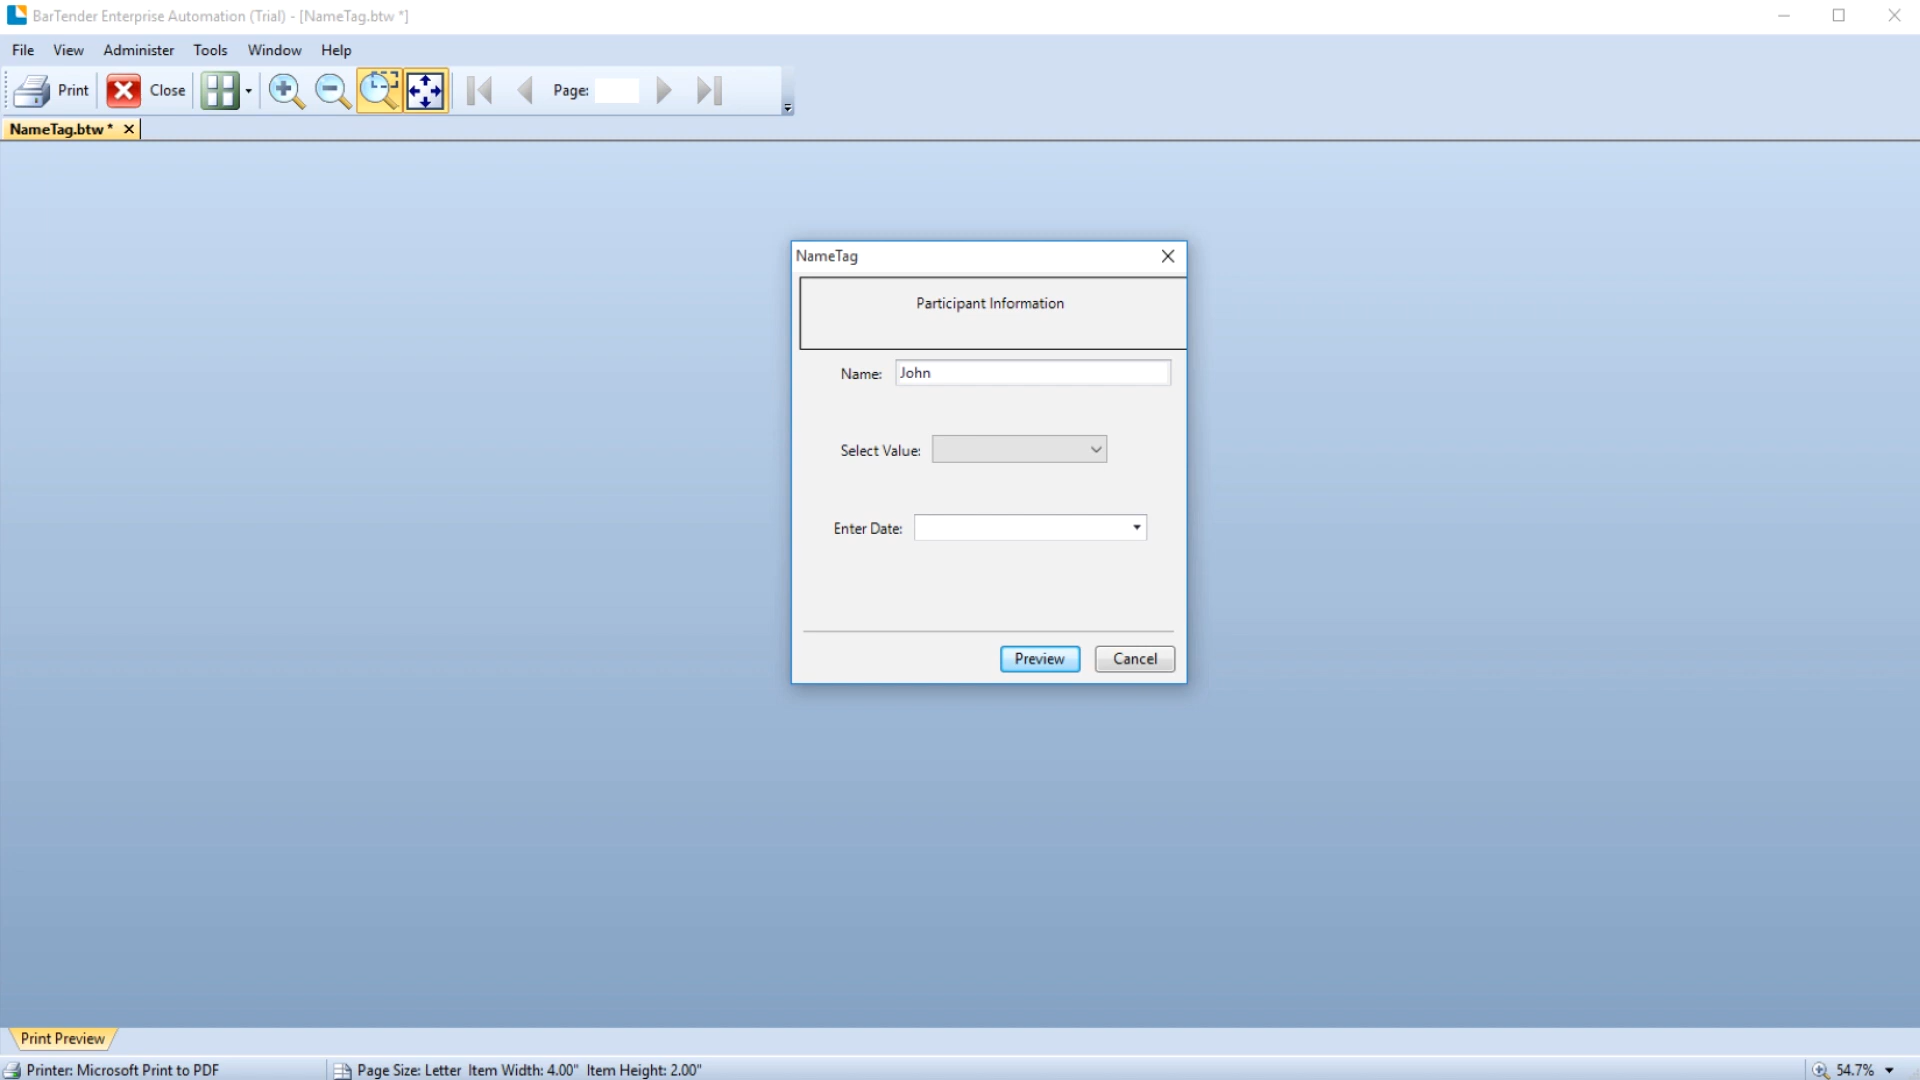 BarTender Enterprise Automation (Trial) - [NameTag.btw *]
File View Administer Tools Window Help
Print Close Page:
NameTag.btw *
NameTag
Participant Information
Name: John
Select Value:
Enter Date:
Preview Cancel
Print Preview
Printer: Microsoft Print to PDF Page Size: Letter Item Width: 4.00" Item Height: 2.00" 54.7%